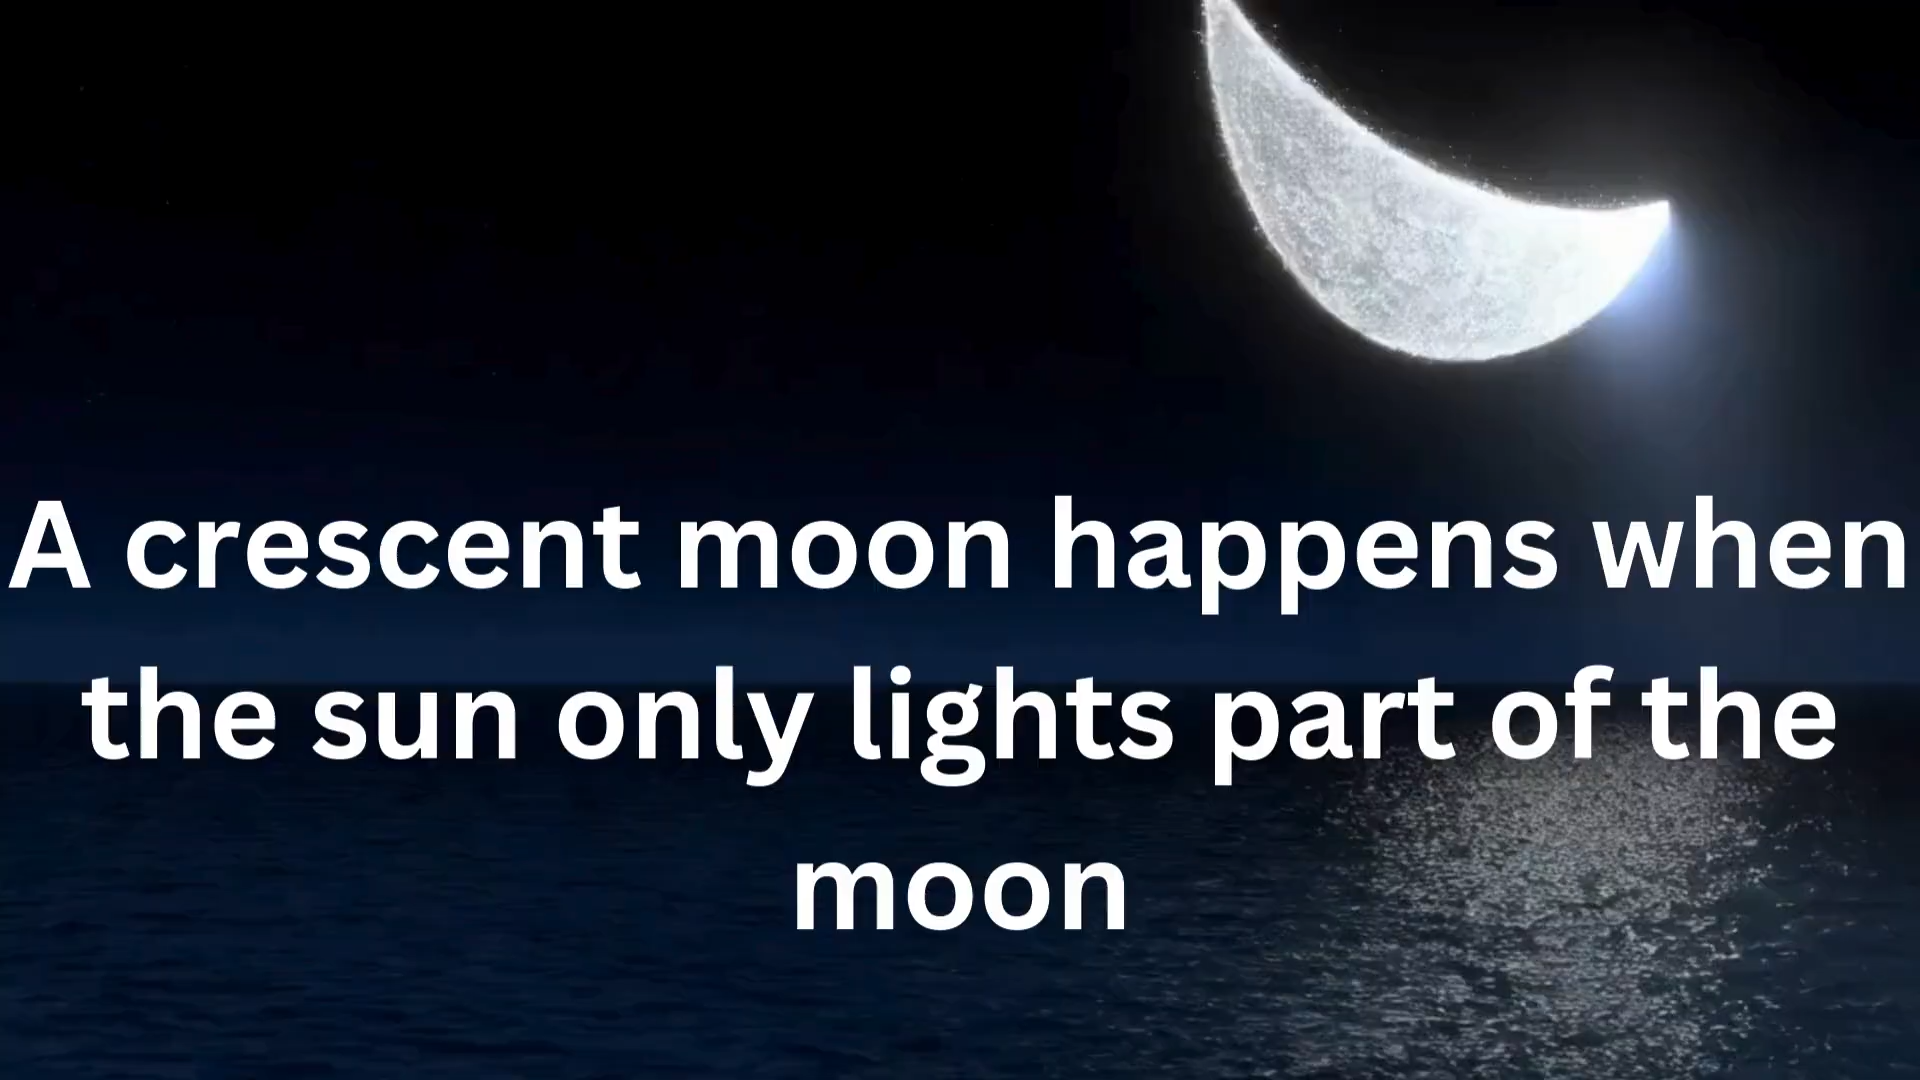 A crescent moon happens when
the sun only lights part of the
moon